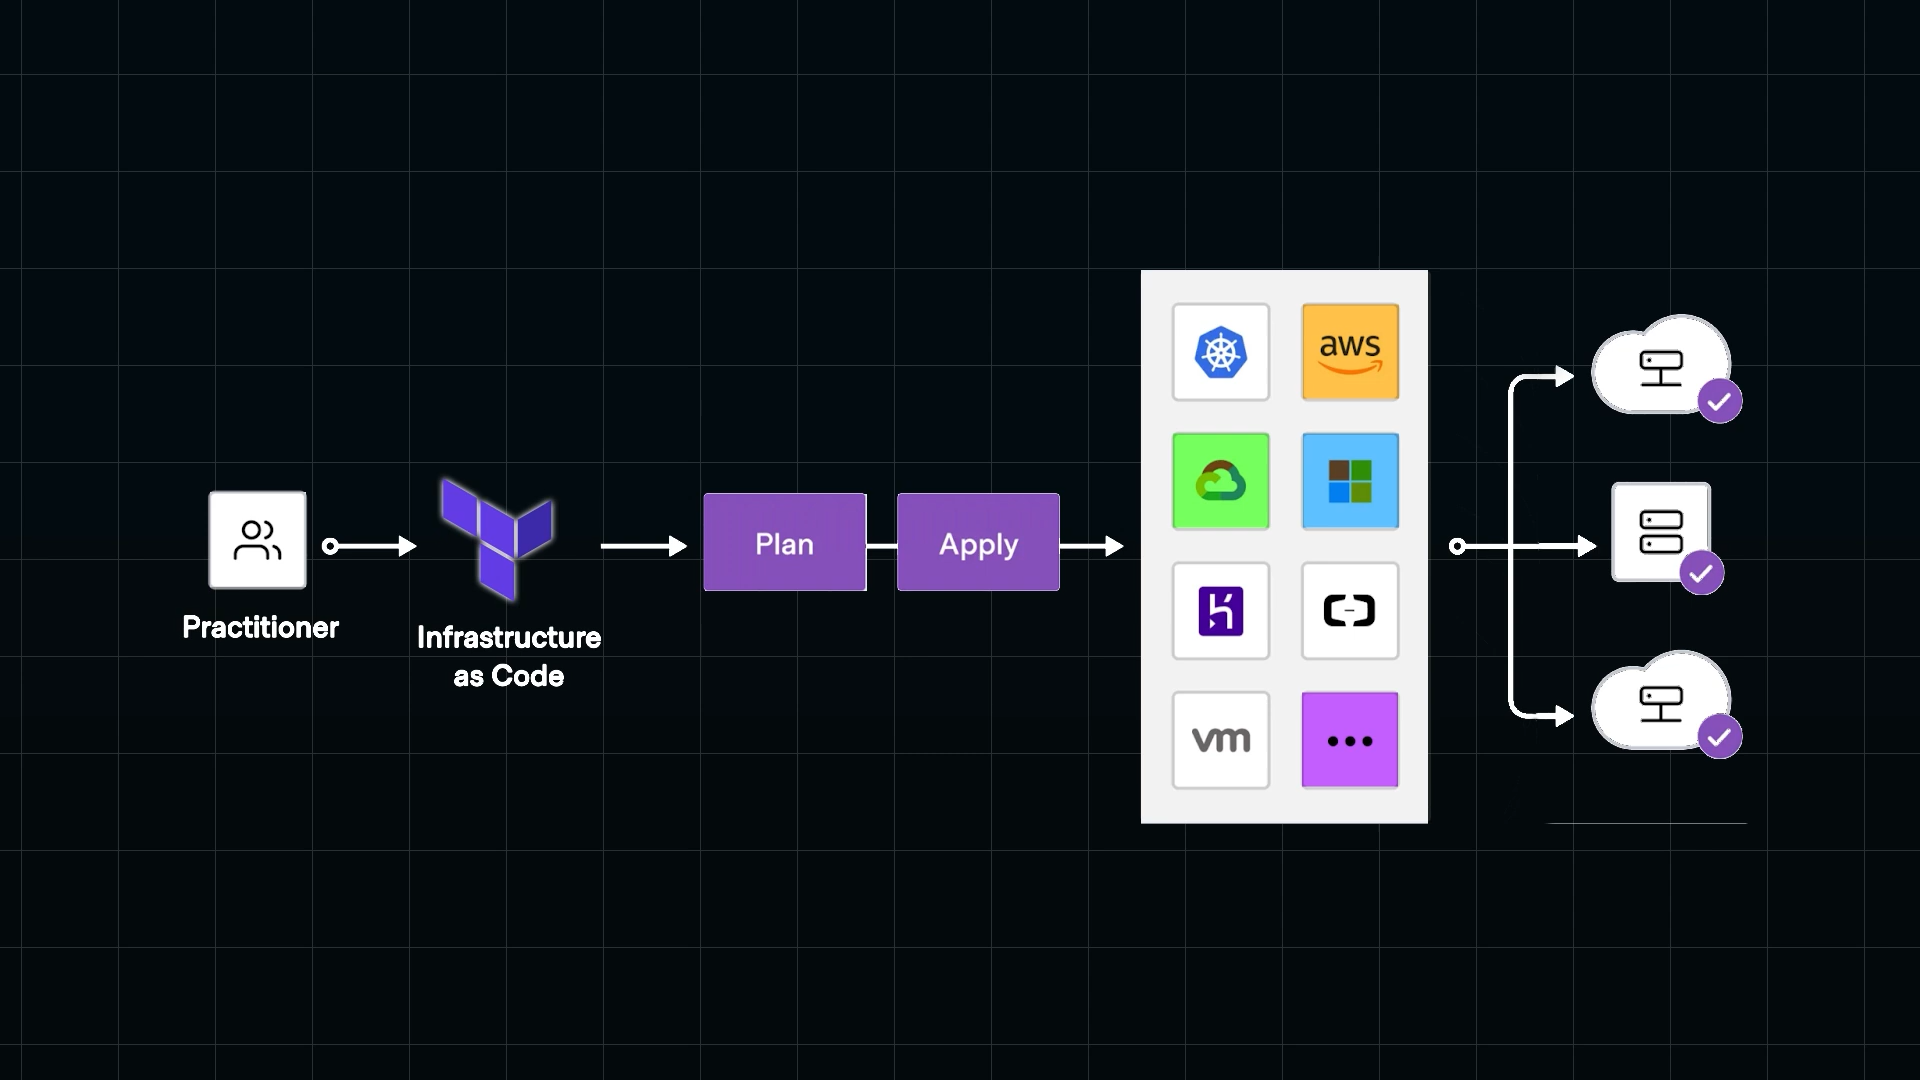 Practitioner
Infrastructure
as Code
Plan
Apply
aws
vm